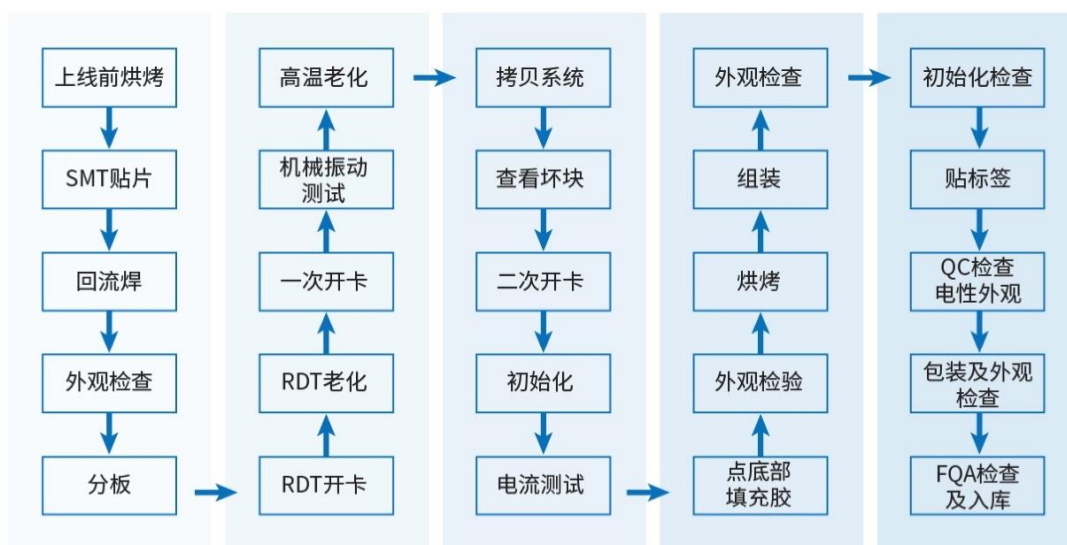 上线前烘烤
SMT贴片
回流焊
外观检查
分板
RDT开卡
RDT老化
一次开卡
机械振动
测试
高温老化
拷贝系统
查看坏块
二次开卡
初始化
电流测试
点底部
填充胶
外观检验
烘烤
组装
外观检查
初始化检查
贴标签
QC检查
电性外观
包装及外观
检查
FQA检查
及入库